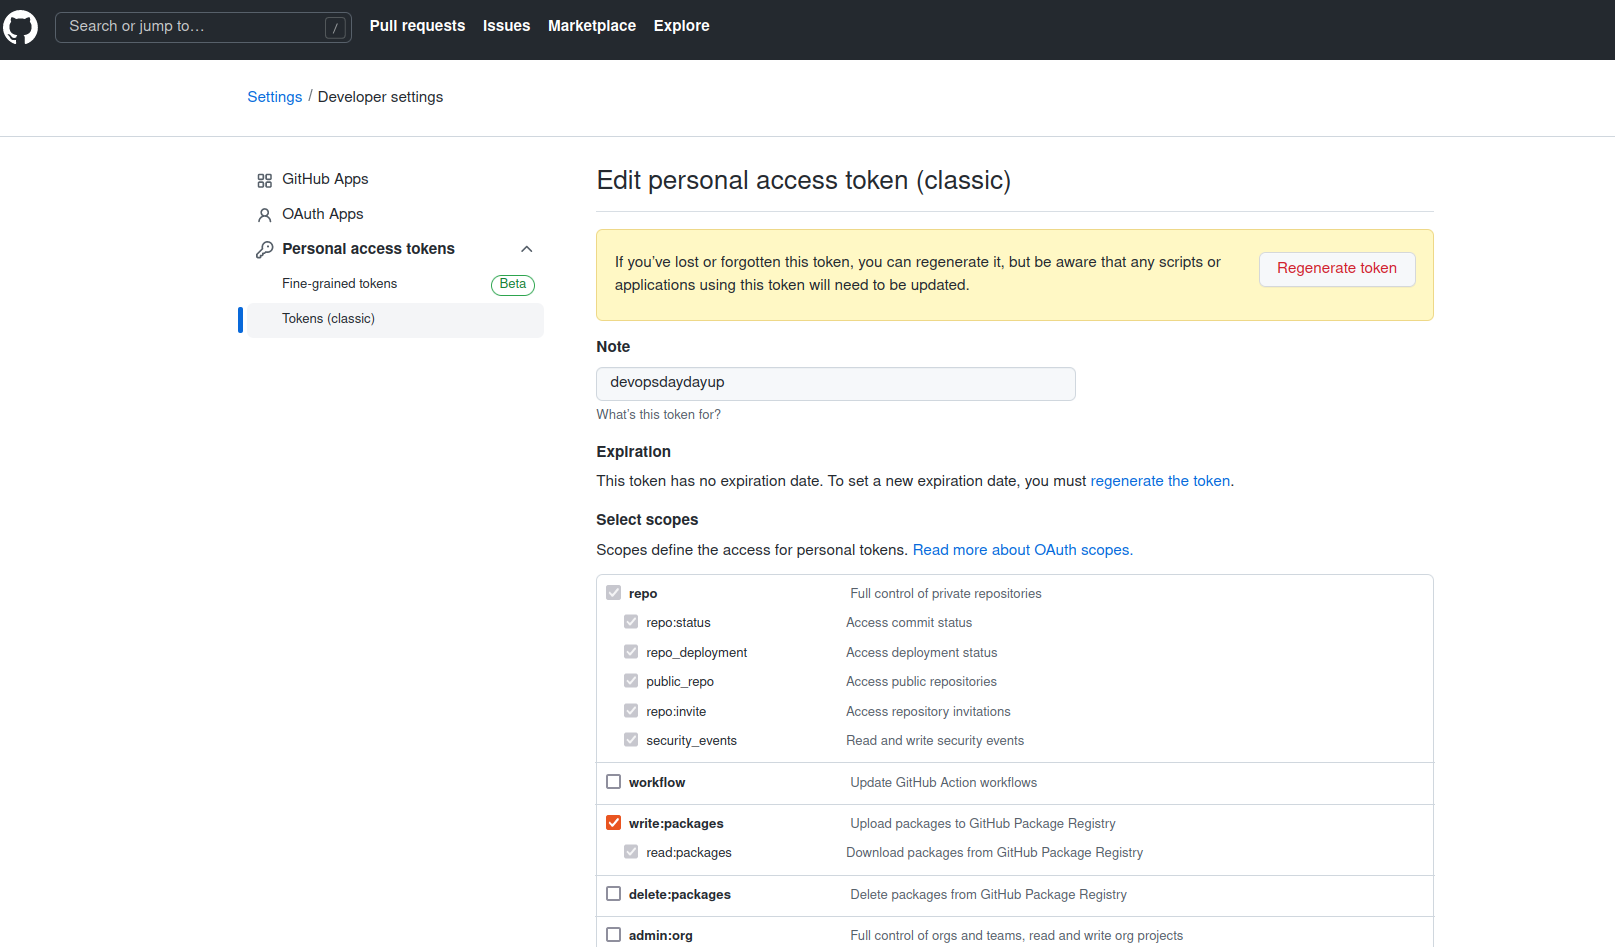 Search or jump to…
/
Pull requests
Issues
Marketplace
Explore
Settings / Developer settings
GitHub Apps
OAuth Apps
Personal access tokens
Fine-grained tokens
Beta
Tokens (classic)
Edit personal access token (classic)
If you’ve lost or forgotten this token, you can regenerate it, but be aware that any scripts or
applications using this token will need to be updated.
Regenerate token
Note
devopsdaydayup
What’s this token for?
Expiration
This token has no expiration date. To set a new expiration date, you must regenerate the token.
Select scopes
Scopes define the access for personal tokens. Read more about OAuth scopes.
repo Full control of private repositories
repo:status Access commit status
repo_deployment Access deployment status
public_repo Access public repositories
repo:invite Access repository invitations
security_events Read and write security events
workflow Update GitHub Action workflows
write:packages Upload packages to GitHub Package Registry
read:packages Download packages from GitHub Package Registry
delete:packages Delete packages from GitHub Package Registry
admin:org Full control of orgs and teams, read and write org projects